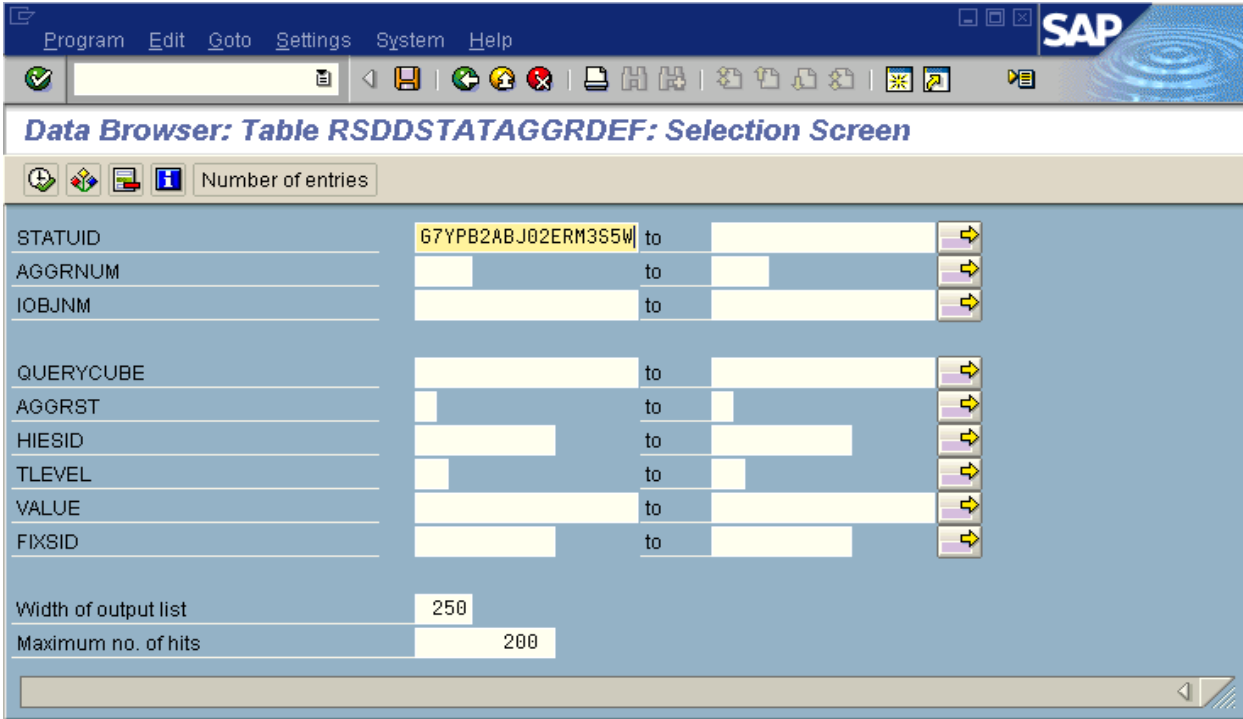 Program Edit Goto Settings System Help
SAP
Data Browser: Table RSDDSTATAGGRDEF: Selection Screen
Number of entries
STATUID G7YPB2ABJ02ERM3S5W to
AGGRNUM to
IOBJNM to
QUERYCUBE to
AGGRST to
HIESID to
TLEVEL to
VALUE to
FIXSID to
Width of output list 250
Maximum no. of hits 200